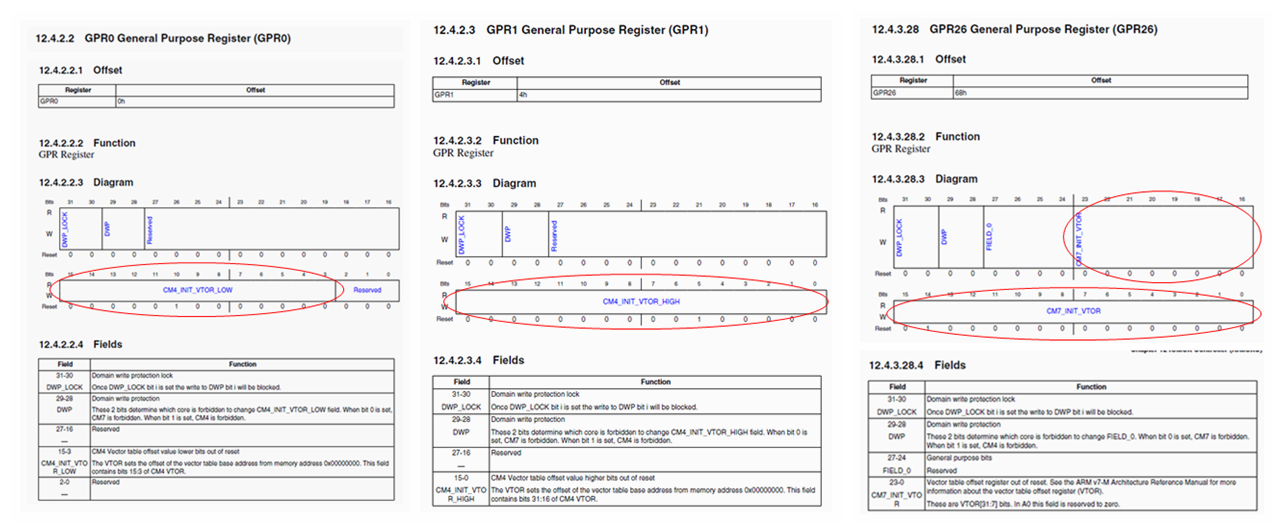 12.4.2.2 GPR0 General Purpose Register (GPR0)
12.4.2.2.1 Offset
Register Offset
GPR0 0h
12.4.2.2.2 Function
GPR Register
12.4.2.2.3 Diagram
Bits 31 30 29 28 27 26 25 24 23 22 21 20 19 18 17 16
R
W
DWP_LOCK
DWP
Reserved
Reset 0 0 0 0 0 0 0 0 0 0 0 0 0 0 0 0
Bits 15 14 13 12 11 10 9 8 7 6 5 4 3 2 1 0
R
W
CM4_INIT_VTOR_LOW Reserved
Reset 0 0 0 0 1 0 0 0 0 0 0 0 0 0 0
12.4.2.2.4 Fields
Field Function
31-30 Domain write protection lock
DWP_LOCK Once DWP_LOCK bit i is set the write to DWP bit i will be blocked.
29-28 Domain write protection
DWP These 2 bits determine which core is forbidden to change CM4_INIT_VTOR_LOW field. When bit 0 is set,
CM7 is forbidden. When bit 1 is set, CM4 is forbidden.
27-16 Reserved
—
15-3 CM4 Vector table offset value lower bits out of reset
CM4_INIT_VTO The VTOR sets the offset of the vector table base address from memory address 0x00000000. This field
R_LOW contains bits 15:3 of CM4 VTOR.
2-0 Reserved
—
12.4.2.3 GPR1 General Purpose Register (GPR1)
12.4.2.3.1 Offset
Register Offset
GPR1 4h
12.4.2.3.2 Function
GPR Register
12.4.2.3.3 Diagram
Bits 31 30 29 28 27 26 25 24 23 22 21 20 19 18 17 16
R
W
DWP_LOCK
DWP
Reserved
Reset 0 0 0 0 0 0 0 0 0 0 0 0 0 0 0 0
Bits 15 14 13 12 11 10 9 8 7 6 5 4 3 2 1 0
R
W
CM4_INIT_VTOR_HIGH
Reset 0 0 0 0 0 0 0 0 0 0 1 0 0 0 0 0
12.4.2.3.4 Fields
Field Function
31-30 Domain write protection lock
DWP_LOCK Once DWP_LOCK bit i is set the write to DWP bit i will be blocked.
29-28 Domain write protection
DWP These 2 bits determine which core is forbidden to change CM4_INIT_VTOR_HIGH field. When bit 0 is
set, CM7 is forbidden. When bit 1 is set, CM4 is forbidden.
27-16 Reserved
—
15-0 CM4 Vector table offset value higher bits out of reset
CM4_INIT_VTO The VTOR sets the offset of the vector table base address from memory address 0x00000000. This field
R_HIGH contains bits 31:16 of CM4 VTOR.
12.4.3.28 GPR26 General Purpose Register (GPR26)
12.4.3.28.1 Offset
Register Offset
GPR26 68h
12.4.3.28.2 Function
GPR Register
12.4.3.28.3 Diagram
Bits 31 30 29 28 27 26 25 24 23 22 21 20 19 18 17 16
R
W
DWP_LOCK
DWP
FIELD_0
CM7_INIT_VTOR
Reset 0 0 0 0 0 0 0 0 0 0 0 0 0 0 0 0
Bits 15 14 13 12 11 10 9 8 7 6 5 4 3 2 1 0
R
W
CM7_INIT_VTOR
Reset 0 1 0 0 0 0 0 0 0 0 0 0 0 0 0 0
12.4.3.28.4 Fields
Field Function
31-30 Domain write protection lock
DWP_LOCK Once DWP_LOCK bit i is set the write to DWP bit i will be blocked.
29-28 Domain write protection
DWP These 2 bits determine which core is forbidden to change FIELD_0. When bit 0 is set, CM7 is forbidden.
When bit 1 is set, CM4 is forbidden.
27-24 General purpose bits
FIELD_0 Reserved
23-0 Vector table offset register out of reset. See the ARM v7-M Architecture Reference Manual for more
CM7_INIT_VTO information about the vector table offset register (VTOR).
R These are VTOR[31:7] bits. In A0 this field is reserved to zero.